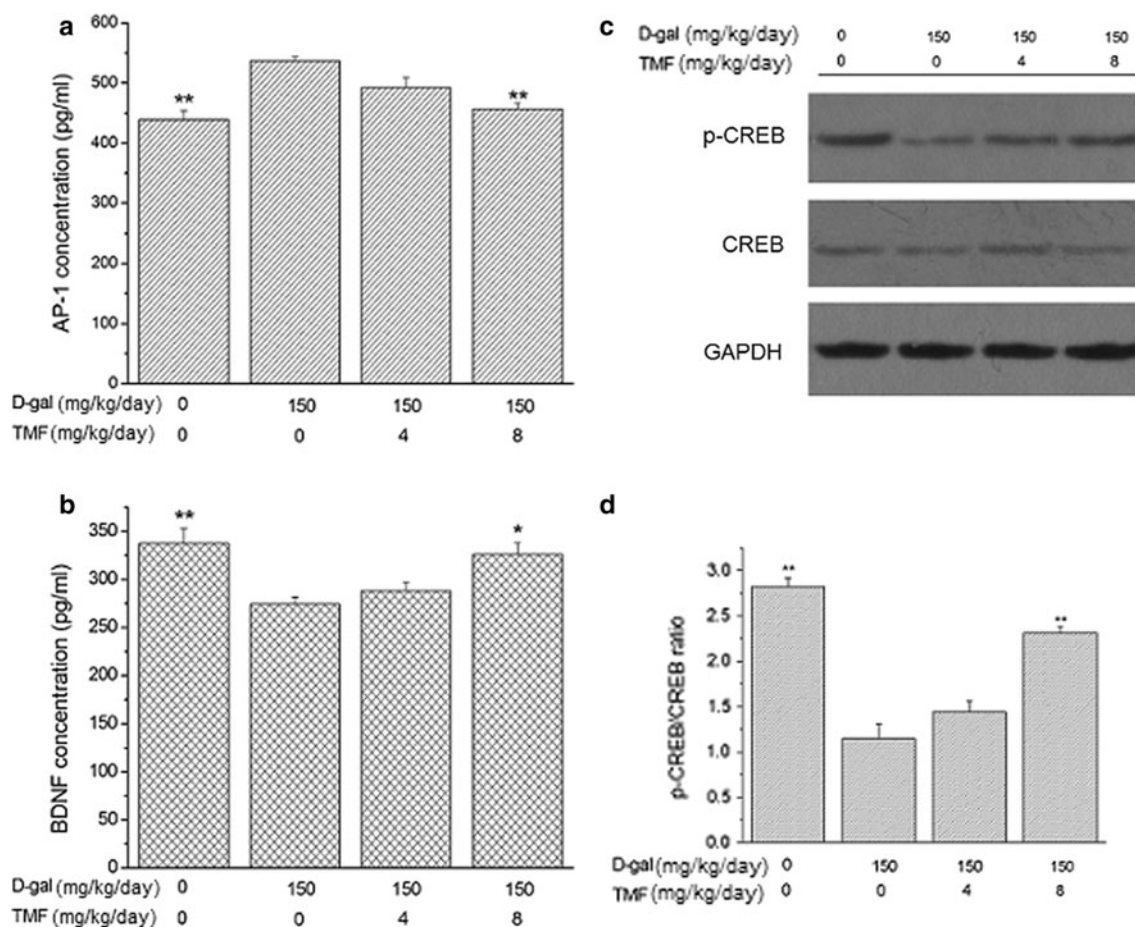 a
600
500
400
300
200
100
0
AP-1 concentration (pg/ml)
** **
D-gal (mg/kg/day) 0 150 150 150
TMF (mg/kg/day) 0 0 4 8
b
350
300
250
200
150
100
50
0
BDNF concentration (pg/ml)
** *
D-gal (mg/kg/day) 0 150 150 150
TMF (mg/kg/day) 0 0 4 8
c
D-gal (mg/kg/day) 0 150 150 150
TMF (mg/kg/day) 0 0 4 8
p-CREB
CREB
GAPDH
d
3.0
2.5
2.0
1.5
1.0
0.5
0.0
p-CREB/CREB ratio
** **
D-gal (mg/kg/day) 0 150 150 150
TMF (mg/kg/day) 0 0 4 8